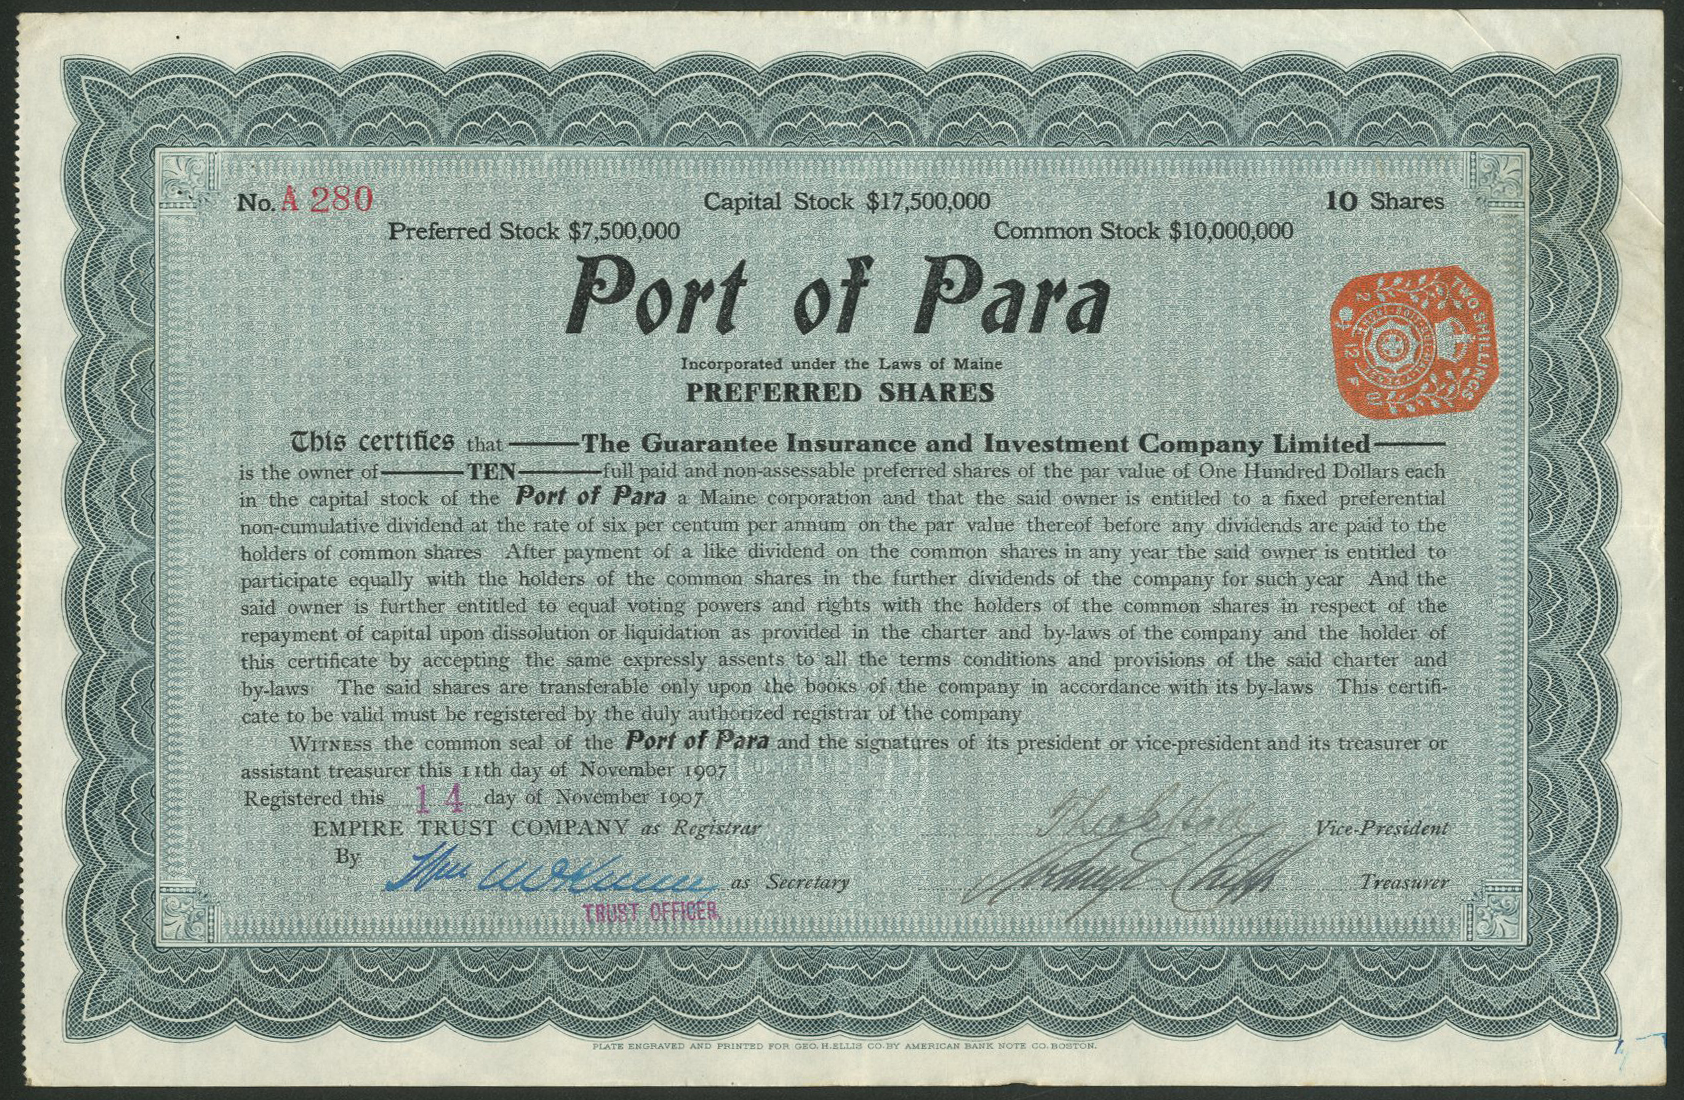 No. A 280 Capital Stock $17,500,000 10 Shares
Preferred Stock $7,500,000 Common Stock $10,000,000
Port of Para
Incorporated under the Laws of Maine
PREFERRED SHARES
TWO SHILLINGS
2 12 07
HONI SOIT QUI MAL Y PENSE
This certifies that The Guarantee Insurance and Investment Company Limited
is the owner of TEN full paid and non-assessable preferred shares of the par value of One Hundred Dollars each
in the capital stock of the Port of Para a Maine corporation and that the said owner is entitled to a fixed preferential
non-cumulative dividend at the rate of six per centum per annum on the par value thereof before any dividends are paid to the
holders of common shares After payment of a like dividend on the common shares in any year the said owner is entitled to
participate equally with the holders of the common shares in the further dividends of the company for such year And the
said owner is further entitled to equal voting powers and rights with the holders of the common shares in respect of the
repayment of capital upon dissolution or liquidation as provided in the charter and by-laws of the company and the holder of
this certificate by accepting the same expressly assents to all the terms conditions and provisions of the said charter and
by-laws The said shares are transferable only upon the books of the company in accordance with its by-laws This certifi-
cate to be valid must be registered by the duly authorized registrar of the company
WITNESS the common seal of the Port of Para and the signatures of its president or vice-president and its treasurer or
assistant treasurer this 11th day of November 1907
Registered this 14 day of November 1907
EMPIRE TRUST COMPANY as Registrar Vice-President
By as Secretary Treasurer
TRUST OFFICER
PLATE ENGRAVED AND PRINTED FOR GEO. H. ELLIS CO. BY AMERICAN BANK NOTE CO. BOSTON.